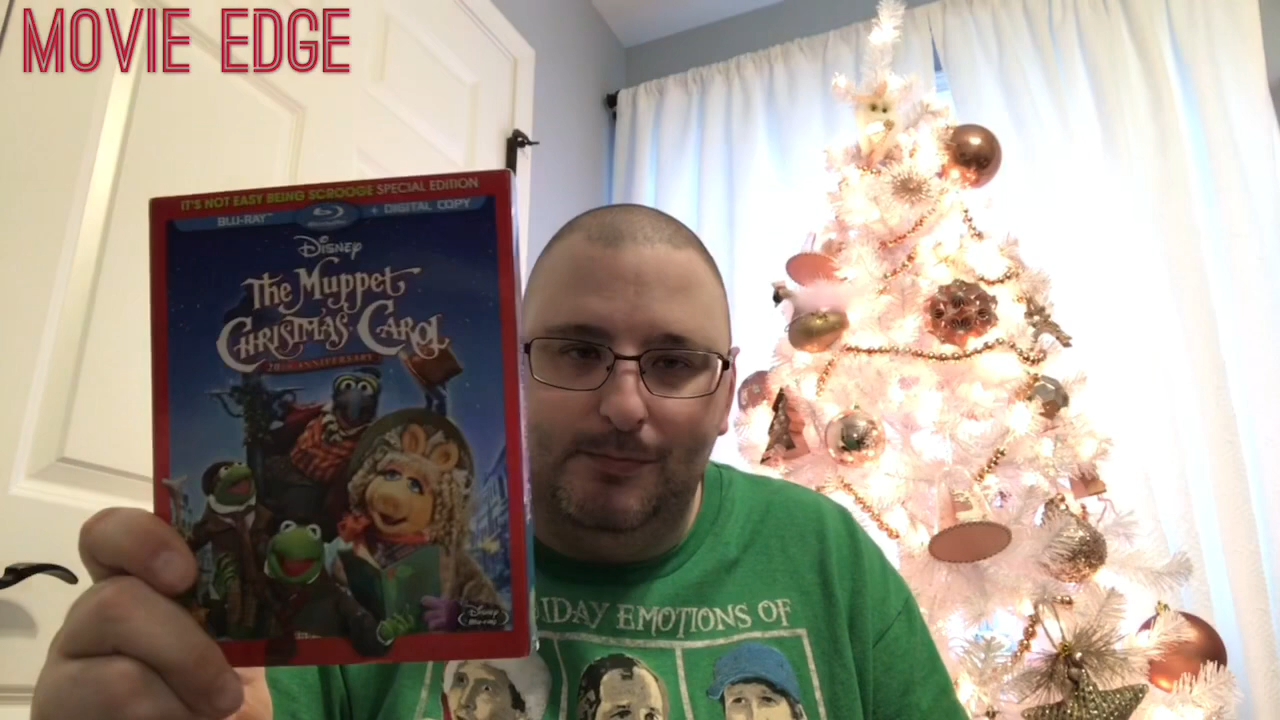 MOVIE EDGE
IT'S NOT EASY BEING SCROOGE SPECIAL EDITION
BLU-RAY™ + DIGITAL COPY
DISNEY
The Muppet
CHRISTMAS CAROL
20TH ANNIVERSARY
Disney
Blu-ray
IDAY EMOTIONS OF